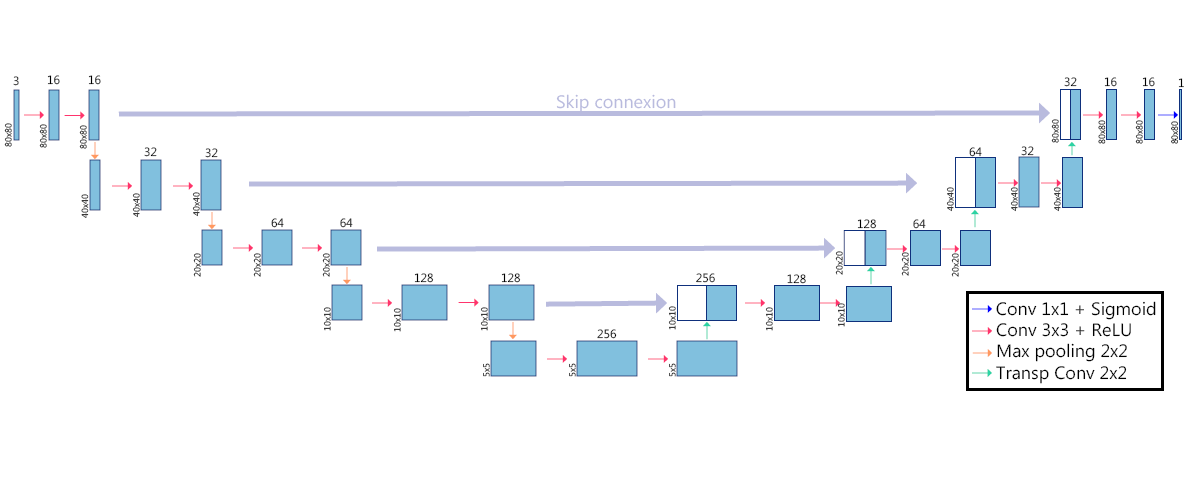 3 16 16
80x80 80x80 80x80
Skip connexion
32 16 16 1
80x80 80x80 80x80 80x80
32 32
40x40 40x40 40x40
64 32
40x40 40x40 40x40
64 64
20x20 20x20 20x20
128 64
20x20 20x20 20x20
128 128
10x10 10x10 10x10
256 128
10x10 10x10 10x10
256
5x5 5x5 5x5
Conv 1x1 + Sigmoid
Conv 3x3 + ReLU
Max pooling 2x2
Transp Conv 2x2